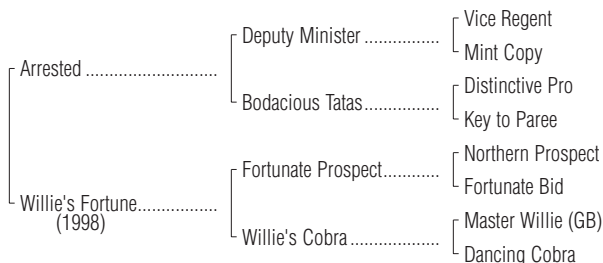 Vice Regent
Deputy Minister ................
Mint Copy
Arrested ............................
Distinctive Pro
Bodacious Tatas................
Key to Paree
Northern Prospect
Fortunate Prospect............
Fortunate Bid
Willie's Fortune.................
(1998)
Master Willie (GB)
Willie's Cobra ...................
Dancing Cobra